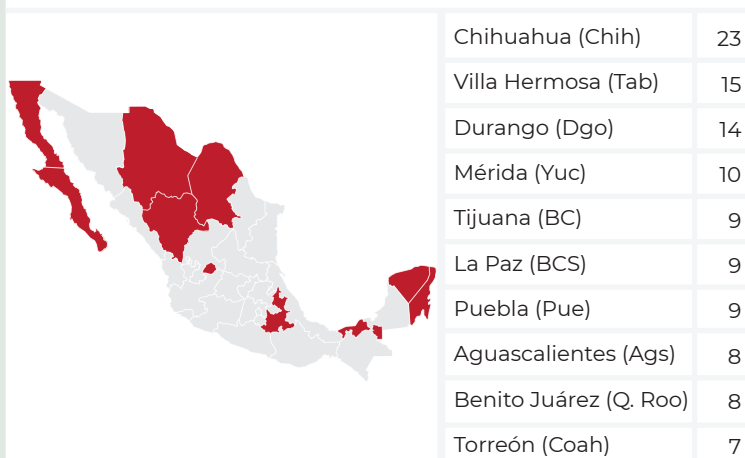 Chihuahua (Chih) 23
Villa Hermosa (Tab) 15
Durango (Dgo) 14
Mérida (Yuc) 10
Tijuana (BC) 9
La Paz (BCS) 9
Puebla (Pue) 9
Aguascalientes (Ags) 8
Benito Juárez (Q. Roo) 8
Torreón (Coah) 7